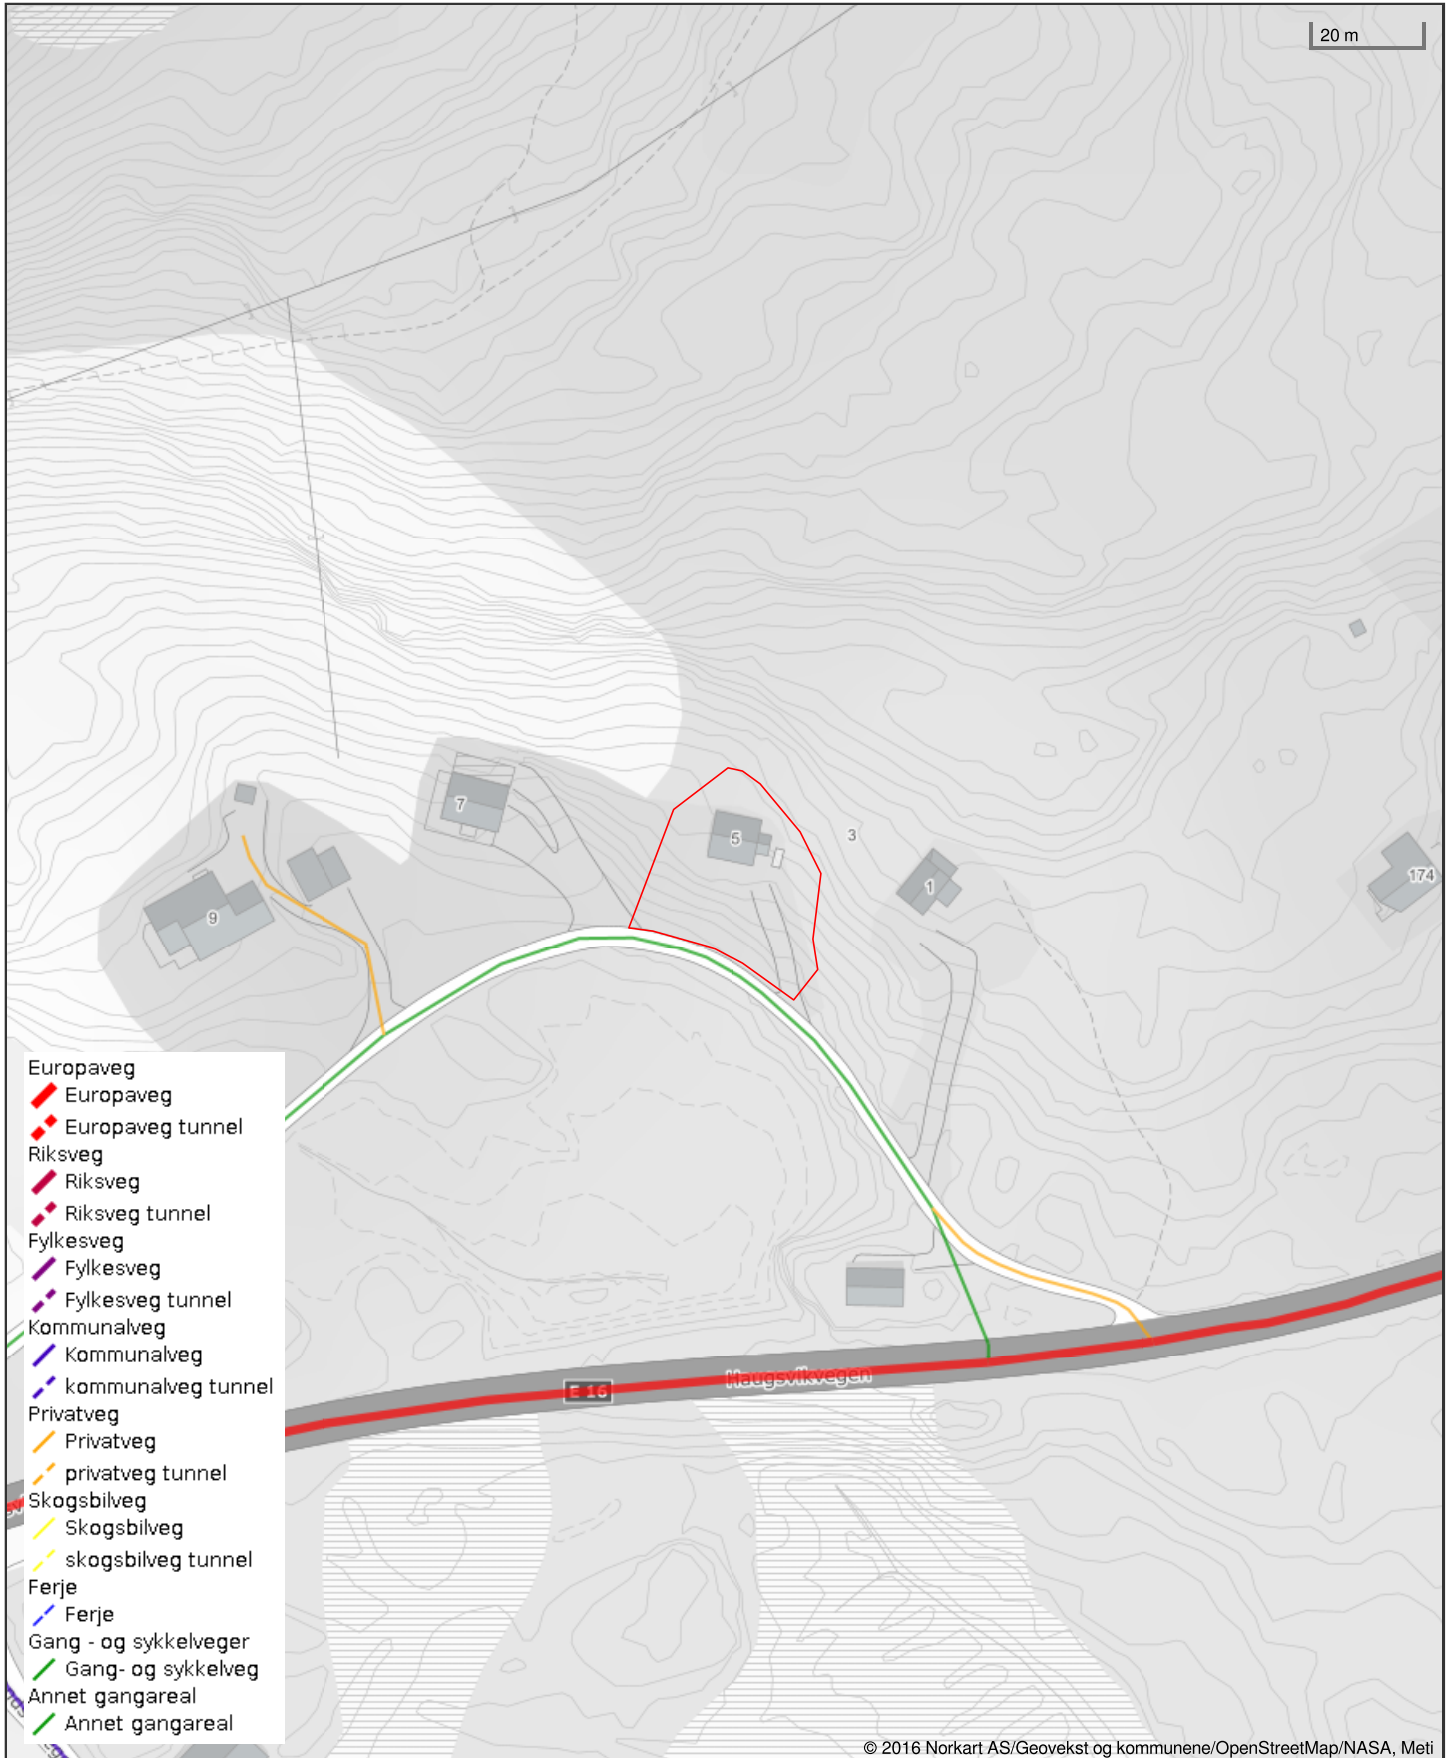 20 m
7
5
3
1
174
9
Europaveg
Europaveg
Europaveg tunnel
Riksveg
Riksveg
Riksveg tunnel
Fylkesveg
Fylkesveg
Fylkesveg tunnel
Kommunalveg
Kommunalveg
kommunalveg tunnel
Privatveg
Privatveg
privatveg tunnel
Skogsbilveg
Skogsbilveg
skogsbilveg tunnel
Ferje
Ferje
Gang - og sykkelveger
Gang- og sykkelveg
Annet gangareal
Annet gangareal
E 16
Haugsvikvegen
© 2016 Norkart AS/Geovekst og kommunene/OpenStreetMap/NASA, Meti